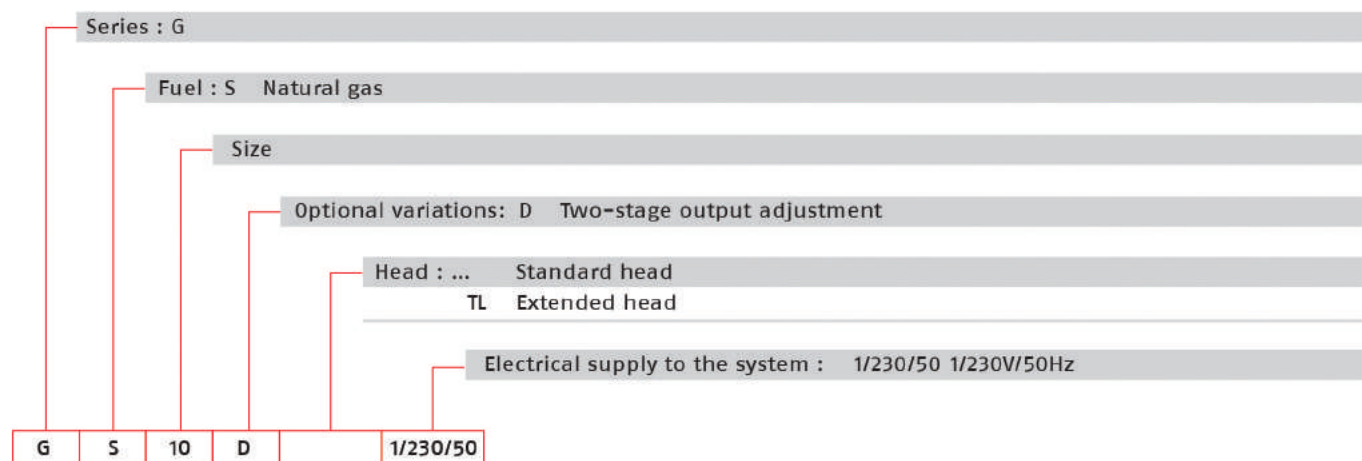 Series : G
Fuel : S Natural gas
Size
Optional variations: D Two-stage output adjustment
Head : ... Standard head
TL Extended head
Electrical supply to the system : 1/230/50 1/230V/50Hz
G S 10 D 1/230/50